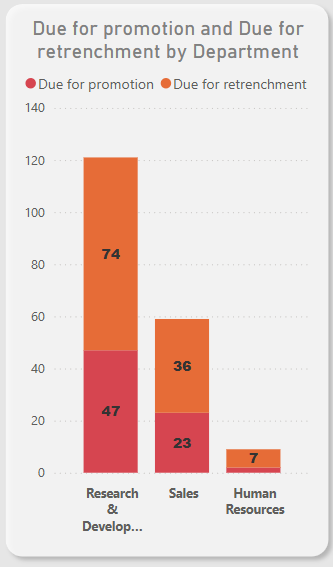 Due for promotion and Due for
retrenchment by Department
Due for promotion Due for retrenchment
140
120
100
80
60
40
20
0
74
47
36
23
7
Research
&
Develop...
Sales
Human
Resources